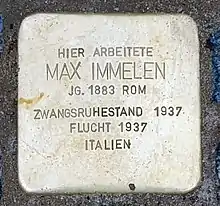 HIER ARBEITETE
MAX IMMELEN
JG. 1883 ROM
ZWANGSRUHESTAND 1937
FLUCHT 1937
ITALIEN